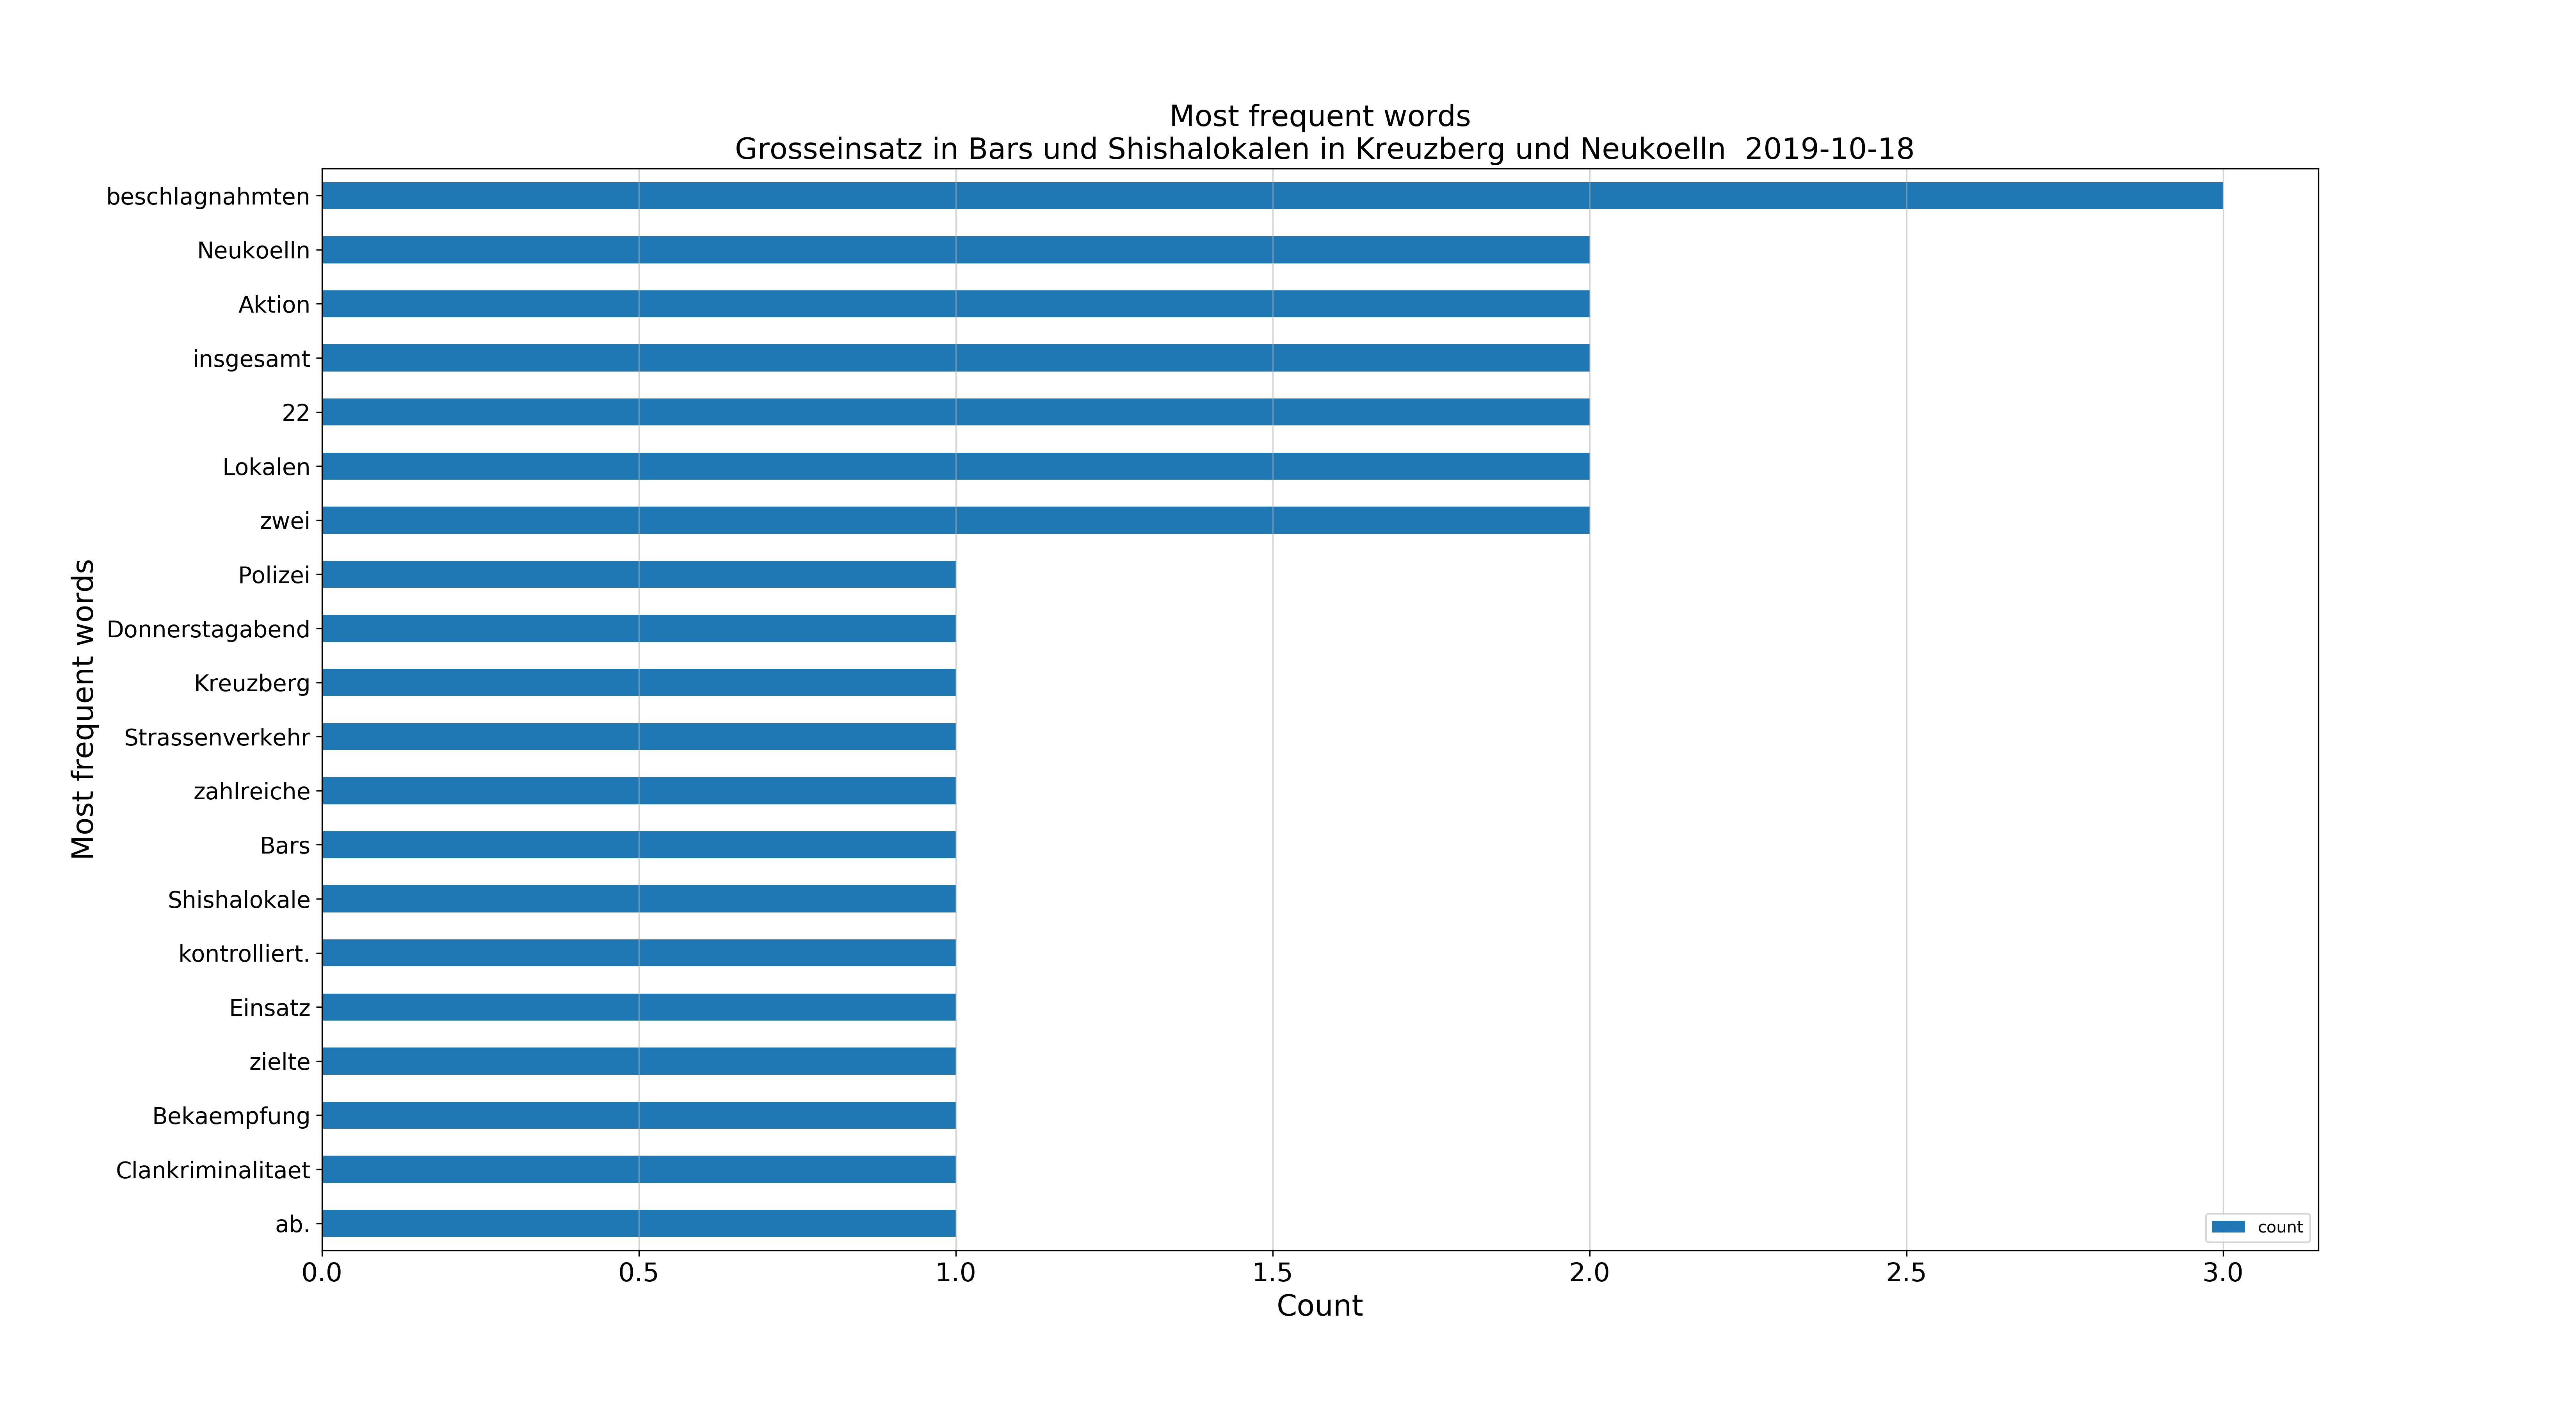 Most frequent words
Grosseinsatz in Bars und Shishalokalen in Kreuzberg und Neukoelln  2019-10-18
Most frequent words
beschlagnahmten
Neukoelln
Aktion
insgesamt
22
Lokalen
zwei
Polizei
Donnerstagabend
Kreuzberg
Strassenverkehr
zahlreiche
Bars
Shishalokale
kontrolliert.
Einsatz
zielte
Bekaempfung
Clankriminalitaet
ab.
count
0.0 0.5 1.0 1.5 2.0 2.5 3.0
Count